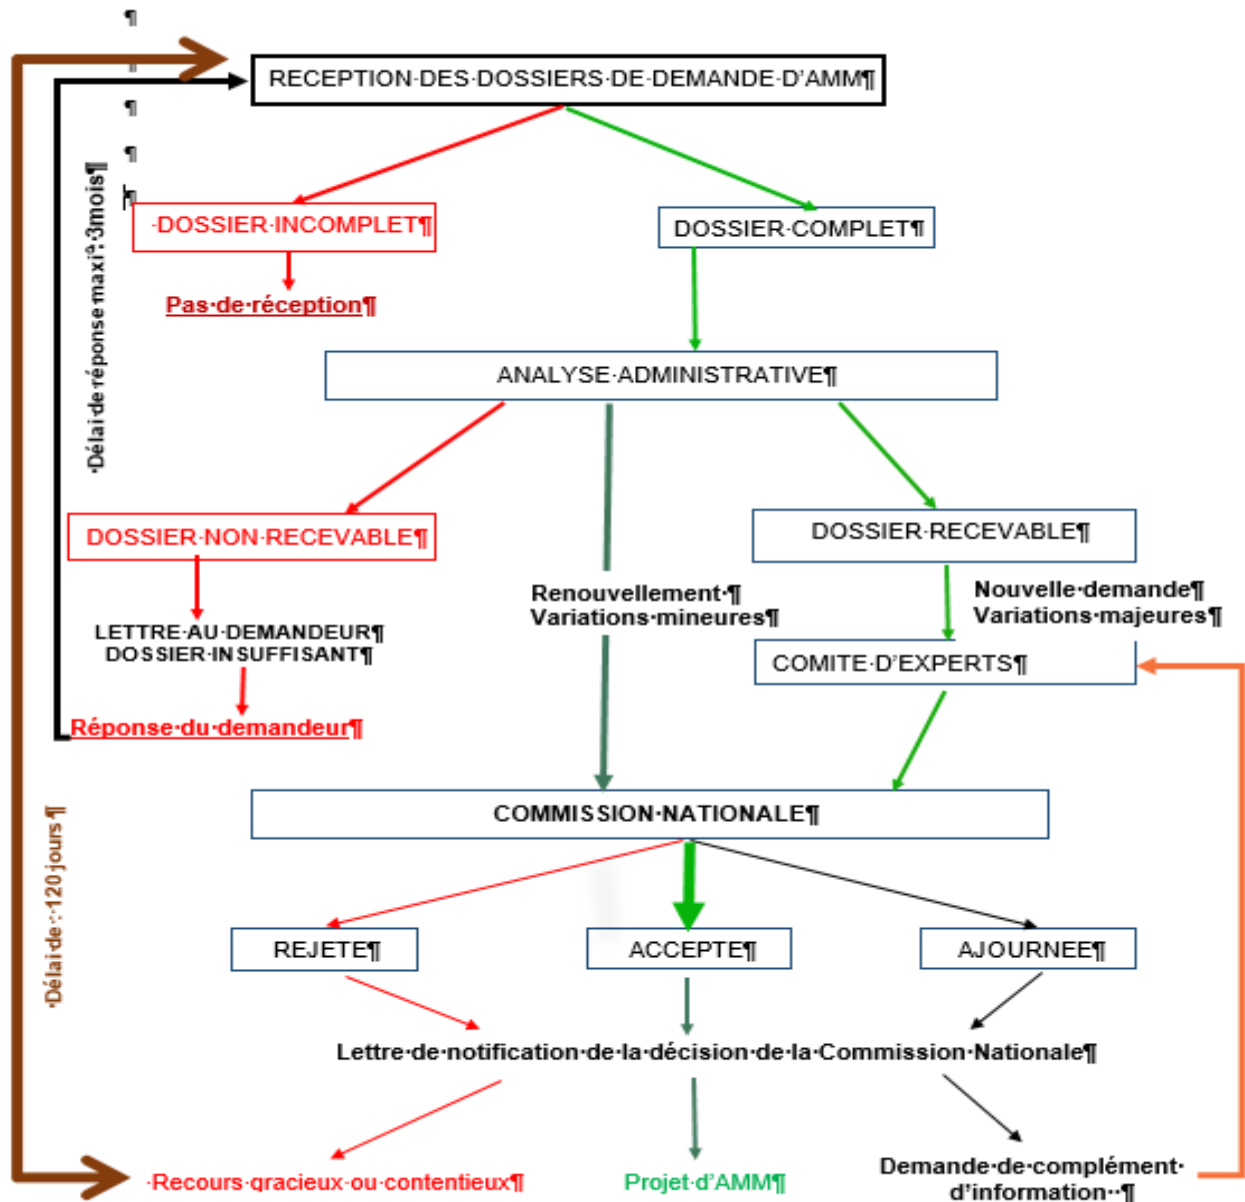 ¶
RECEPTION·DES·DOSSIERS·DE·DEMANDE·D'AMM¶
¶
¶
¶
¶
·Délai·de·réponse·maxi°:·3mois¶
·DOSSIER·INCOMPLET¶
DOSSIER·COMPLET¶
Pas·de·réception¶
ANALYSE·ADMINISTRATIVE¶
DOSSIER·NON·RECEVABLE¶
DOSSIER·RECEVABLE¶
Renouvellement·¶
Variations·mineures¶
Nouvelle·demande¶
Variations·majeures¶
LETTRE·AU·DEMANDEUR¶
DOSSIER·INSUFFISANT¶
COMITE·D'EXPERTS¶
Réponse·du·demandeur¶
COMMISSION·NATIONALE¶
·Délai·de·°:·120 jours¶
REJETE¶
ACCEPTE¶
AJOURNEE¶
Lettre·de·notification·de·la·décision·de·la·Commission·Nationale¶
·Recours·gracieux·ou·contentieux¶
Projet·d'AMM¶
Demande·de·complément·
d'information··¶